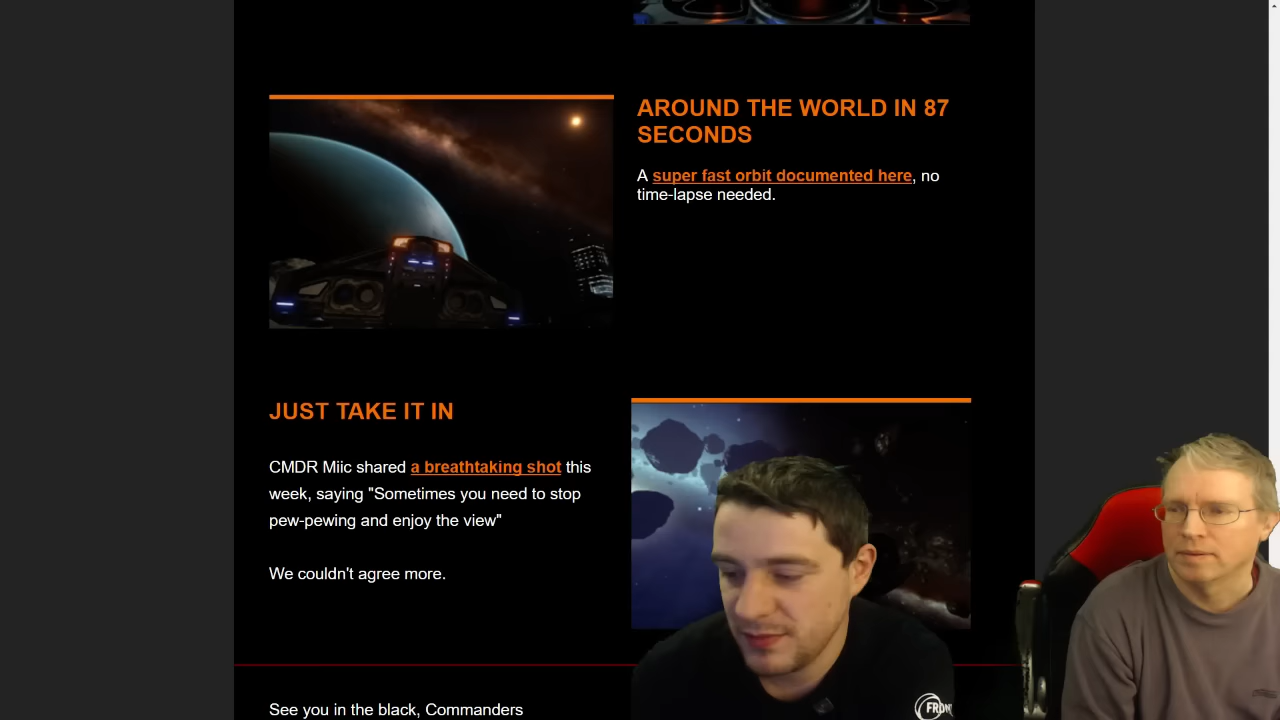 AROUND THE WORLD IN 87
SECONDS
A super fast orbit documented here, no
time-lapse needed.
JUST TAKE IT IN
CMDR Miic shared a breathtaking shot this
week, saying "Sometimes you need to stop
pew-pewing and enjoy the view"
We couldn't agree more.
See you in the black, Commanders